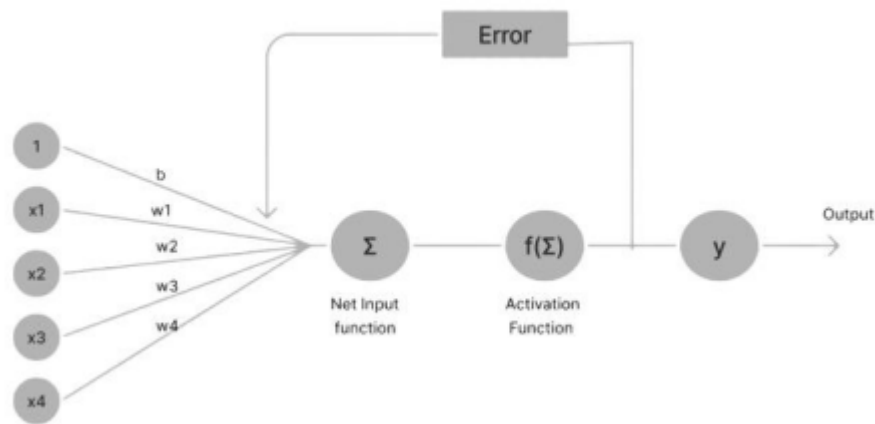 Error
1
b
x1
w1
x2
w2
x3
w3
x4
w4
Σ
Net Input
function
f(Σ)
Activation
Function
y
Output